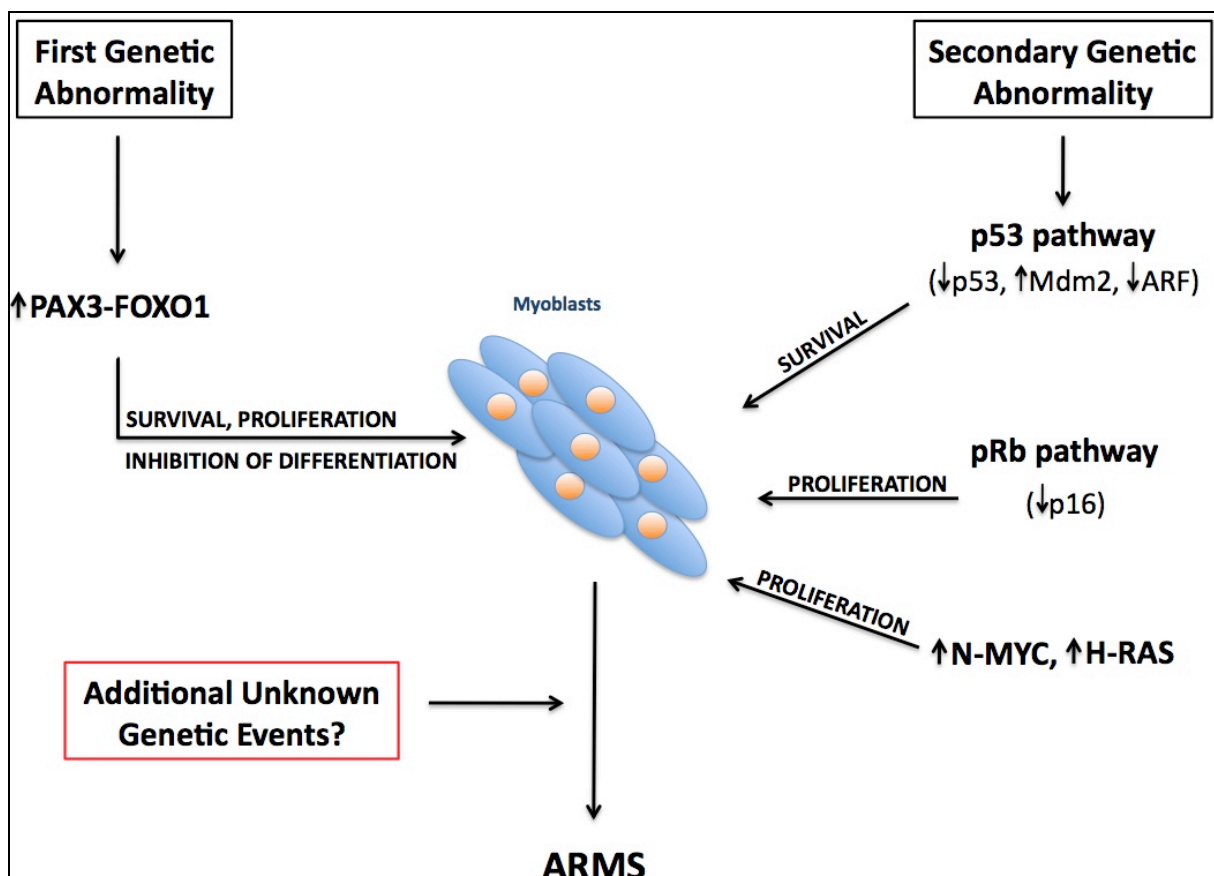 First Genetic
Abnormality
Secondary Genetic
Abnormality
p53 pathway
(↓p53, ↑Mdm2, ↓ARF)
↑PAX3-FOXO1
Myoblasts
SURVIVAL
SURVIVAL, PROLIFERATION
INHIBITION OF DIFFERENTIATION
pRb pathway
PROLIFERATION
(↓p16)
PROLIFERATION
↑N-MYC, ↑H-RAS
Additional Unknown
Genetic Events?
ARMS